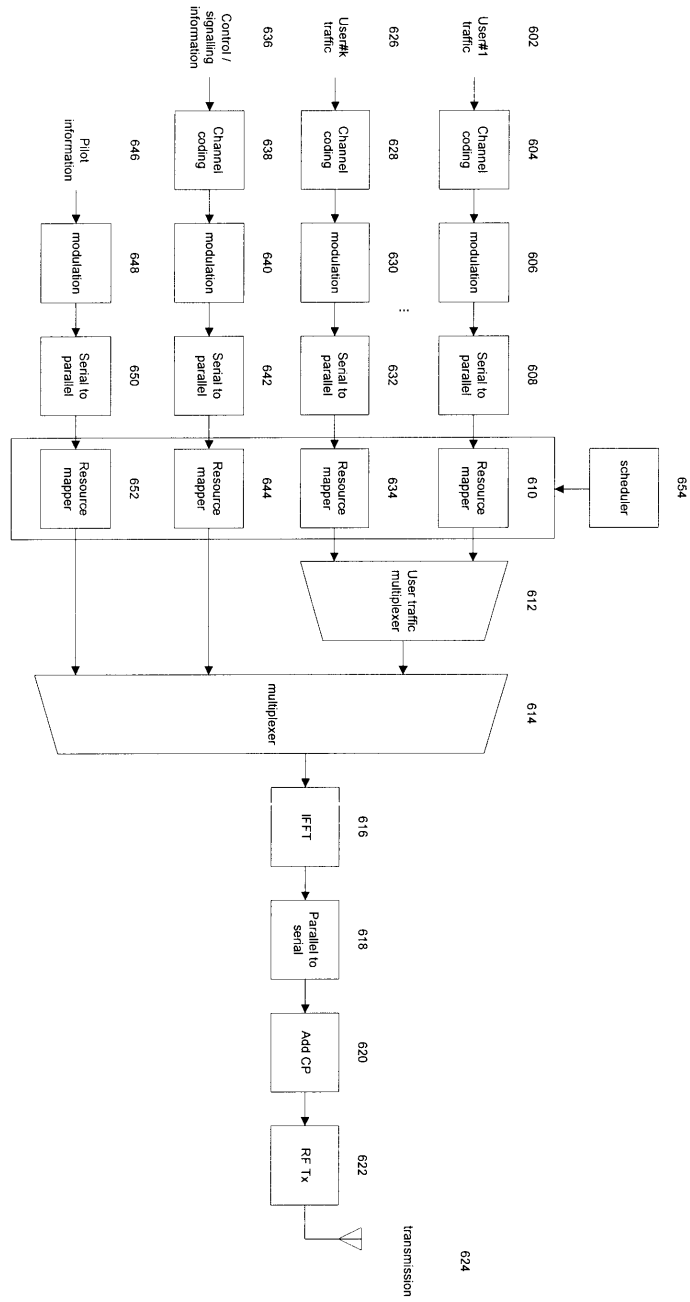 602
User#1
traffic
604
Channel
coding
606
modulation
608
Serial to
parallel
610
Resource
mapper
654
scheduler
612
User traffic
multiplexer
614
multiplexer
...
626
User#k
traffic
628
Channel
coding
630
modulation
632
Serial to
parallel
634
Resource
mapper
636
Control /
signalling
information
638
Channel
coding
640
modulation
642
Serial to
parallel
644
Resource
mapper
646
Pilot
information
648
modulation
650
Serial to
parallel
652
Resource
mapper
616
IFFT
618
Parallel to
serial
620
Add CP
622
RF Tx
624
transmission